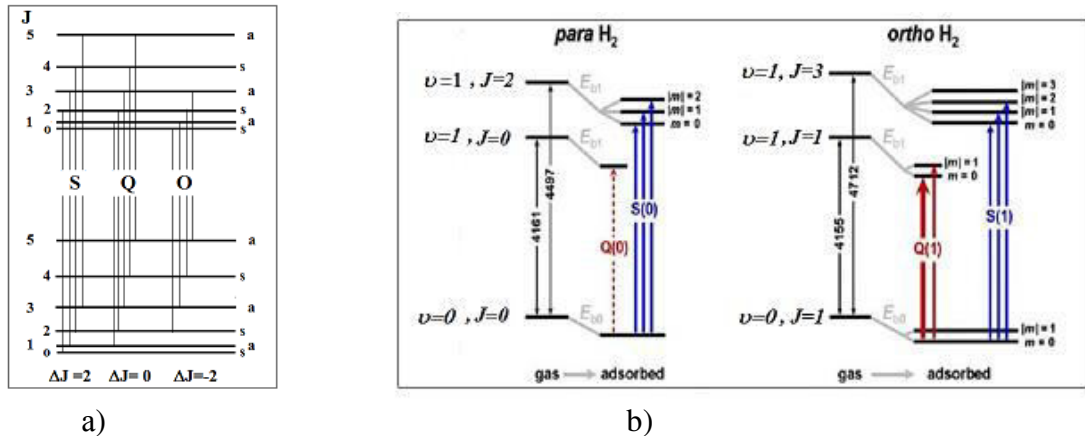 J
5 a
4 s
3 a
2 s
1 a
o s
S Q O
5 a
4 s
3 a
2 s
1 a
o s
ΔJ =2 ΔJ= 0 ΔJ=-2
a)
para H2
υ=1 , J=2
Eb1
|m| = 2
|m| = 1
m = 0
υ=1 , J=0
Eb1
4161
4497
Q(0)
S(0)
υ=0 , J=0
Eb0
gas adsorbed
ortho H2
υ=1, J=3
Eb1
|m| = 3
|m| = 2
|m| = 1
m = 0
υ=1, J=1
Eb1
|m| = 1
m = 0
4155
4712
Q(1)
S(1)
υ=0, J=1
Eb0
|m| = 1
m = 0
gas adsorbed
b)